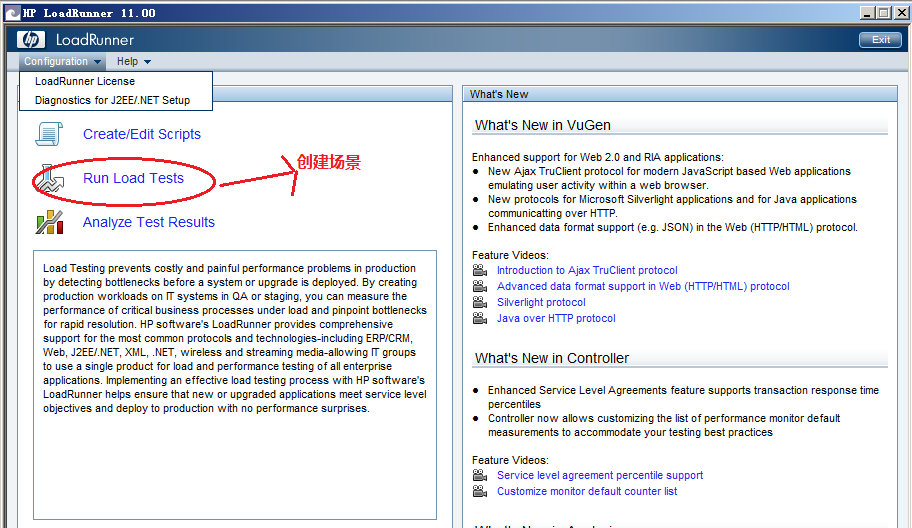 HP LoadRunner 11.00
hp LoadRunner
Exit
Configuration Help
LoadRunner License
Diagnostics for J2EE/.NET Setup
Create/Edit Scripts
Run Load Tests
创建场景
Analyze Test Results
Load Testing prevents costly and painful performance problems in production
by detecting bottlenecks before a system or upgrade is deployed. By creating
production workloads on IT systems in QA or staging, you can measure the
performance of critical business processes under load and pinpoint bottlenecks
for rapid resolution. HP software's LoadRunner provides comprehensive
support for the most common protocols and technologies-including ERP/CRM,
Web, J2EE/.NET, XML, .NET, wireless and streaming media-allowing IT groups
to use a single product for load and performance testing of all enterprise
applications. Implementing an effective load testing process with HP software's
LoadRunner helps ensure that new or upgraded applications meet service level
objectives and deploy to production with no performance surprises.
What's New
What's New in VuGen
Enhanced support for Web 2.0 and RIA applications:
● New Ajax TruClient protocol for modern JavaScript based Web applications
emulating user activity within a web browser.
● New protocols for Microsoft Silverlight applications and for Java applications
communicatting over HTTP.
● Enhanced data format support (e.g. JSON) in the Web (HTTP/HTML) protocol.
Feature Videos:
Introduction to Ajax TruClient protocol
Advanced data format support in Web (HTTP/HTML) protocol
Silverlight protocol
Java over HTTP protocol
What's New in Controller
● Enhanced Service Level Agreements feature supports transaction response time
percentiles
● Controller now allows customizing the list of performance monitor default
measurements to accommodate your testing best practices
Feature Videos:
Service level agreement percentile support
Customize monitor default counter list